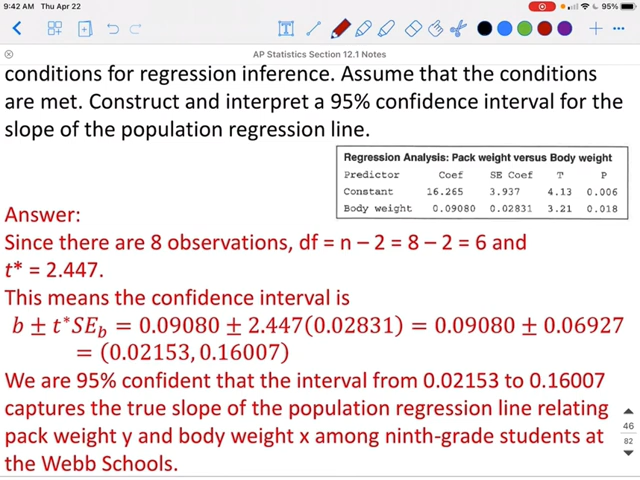 9:42 AM Thu Apr 22
95%
AP Statistics Section 12.1 Notes
conditions for regression inference. Assume that the conditions
are met. Construct and interpret a 95% confidence interval for the
slope of the population regression line.
Regression Analysis: Pack weight versus Body weight
Predictor Coef SE Coef T P
Constant 16.265 3.937 4.13 0.006
Body weight 0.09080 0.02831 3.21 0.018
Answer:
Since there are 8 observations, df = n – 2 = 8 – 2 = 6 and
t* = 2.447.
This means the confidence interval is
b ± t*SE_b = 0.09080 ± 2.447(0.02831) = 0.09080 ± 0.06927
= (0.02153, 0.16007)
We are 95% confident that the interval from 0.02153 to 0.16007
captures the true slope of the population regression line relating
pack weight y and body weight x among ninth-grade students at
the Webb Schools.
46
82